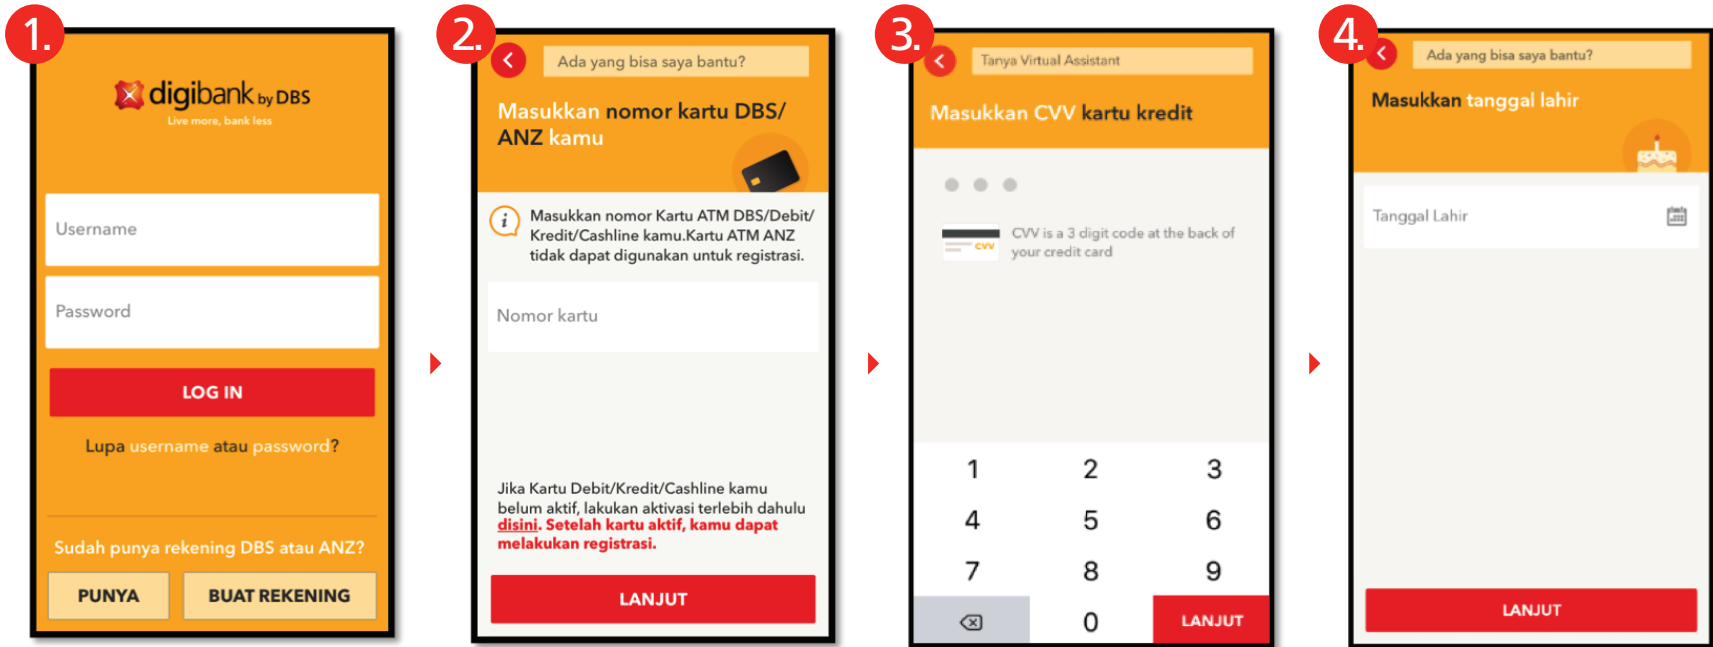 1.
digibank by DBS
Live more, bank less
Username
Password
LOG IN
Lupa username atau password?
Sudah punya rekening DBS atau ANZ?
PUNYA
BUAT REKENING
2.
Ada yang bisa saya bantu?
Masukkan nomor kartu DBS/
ANZ kamu
i
Masukkan nomor Kartu ATM DBS/Debit/
Kredit/Cashline kamu.Kartu ATM ANZ
tidak dapat digunakan untuk registrasi.
Nomor kartu
Jika Kartu Debit/Kredit/Cashline kamu
belum aktif, lakukan aktivasi terlebih dahulu
disini. Setelah kartu aktif, kamu dapat
melakukan registrasi.
LANJUT
3.
Tanya Virtual Assistant
Masukkan CVV kartu kredit
CVV
CVV is a 3 digit code at the back of
your credit card
1 2 3
4 5 6
7 8 9
0 LANJUT
4.
Ada yang bisa saya bantu?
Masukkan tanggal lahir
Tanggal Lahir
LANJUT